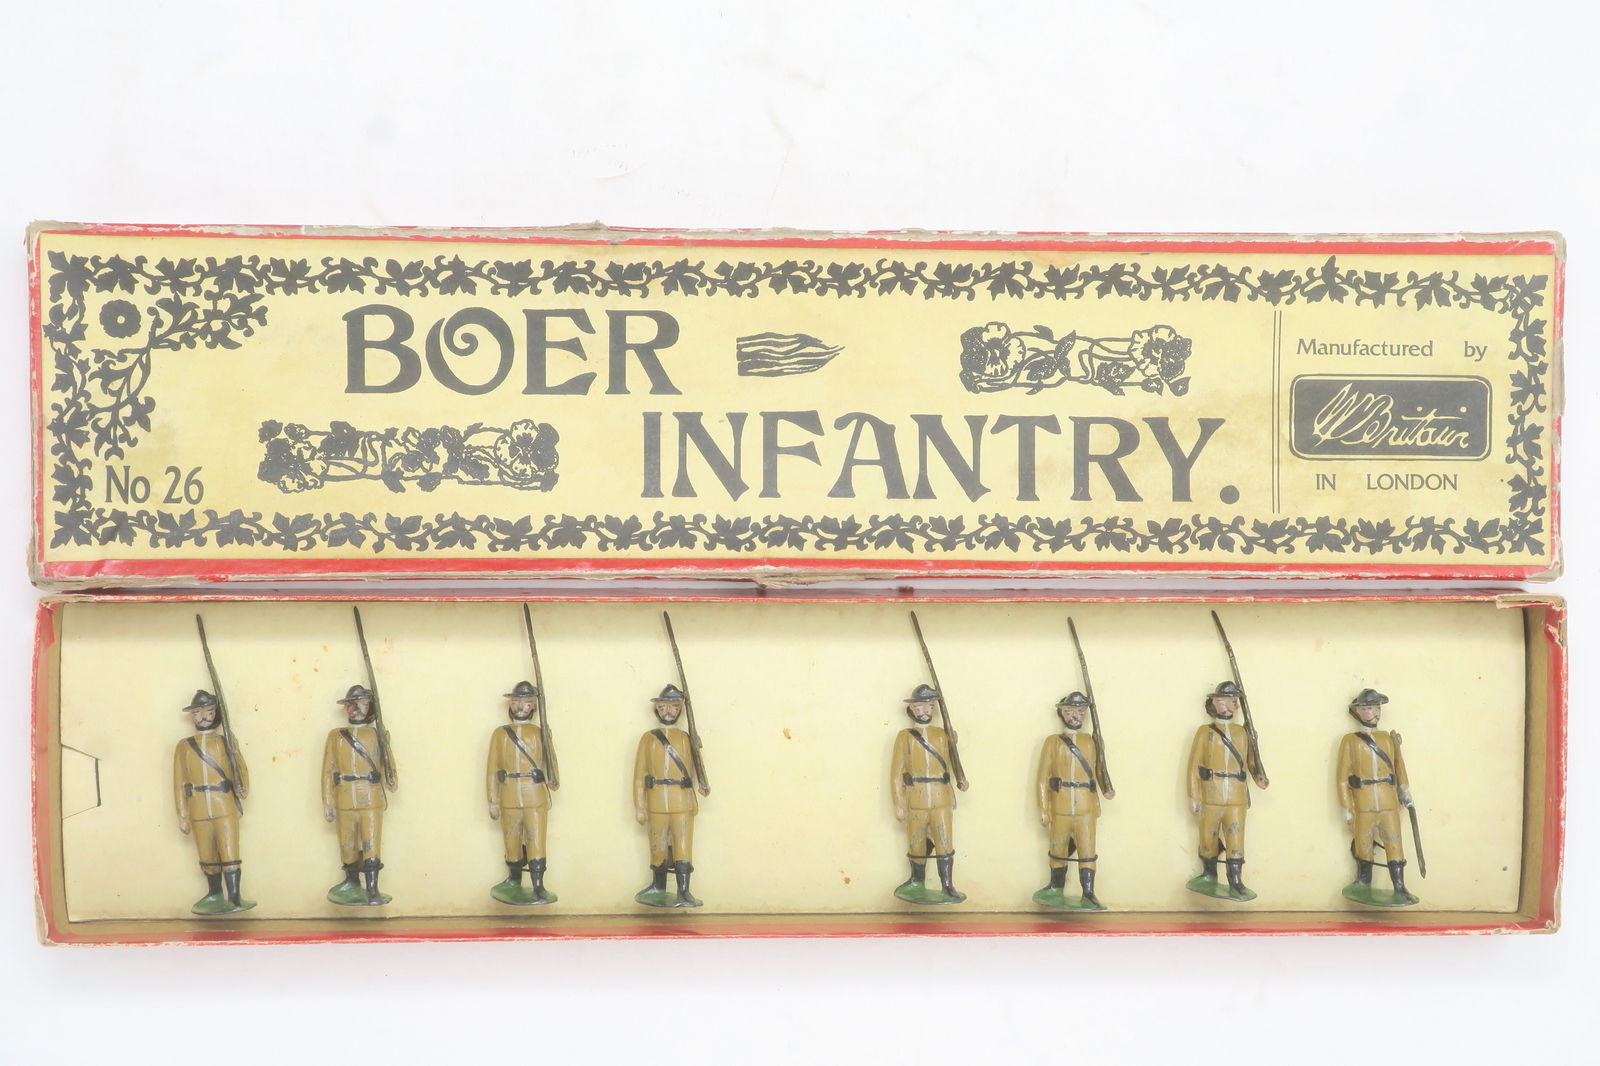 BOER
INFANTRY.
No 26
Manufactured by
W Britain
IN LONDON